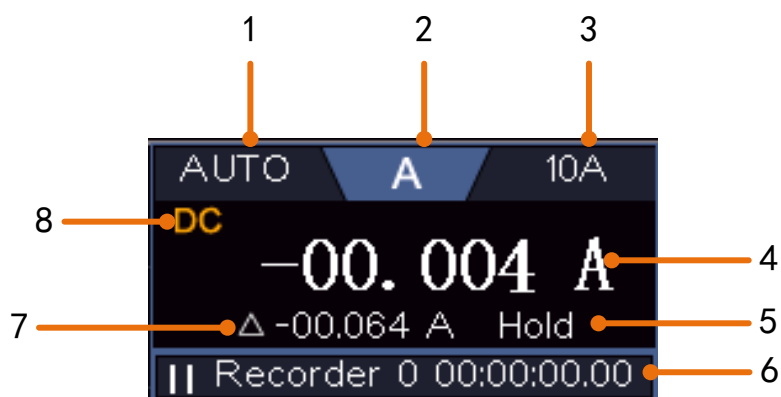 1 2 3
AUTO A 10A
8 DC
-00.004 A 4
7 △ -00.064 A Hold 5
|| Recorder 0 00:00:00.00 6